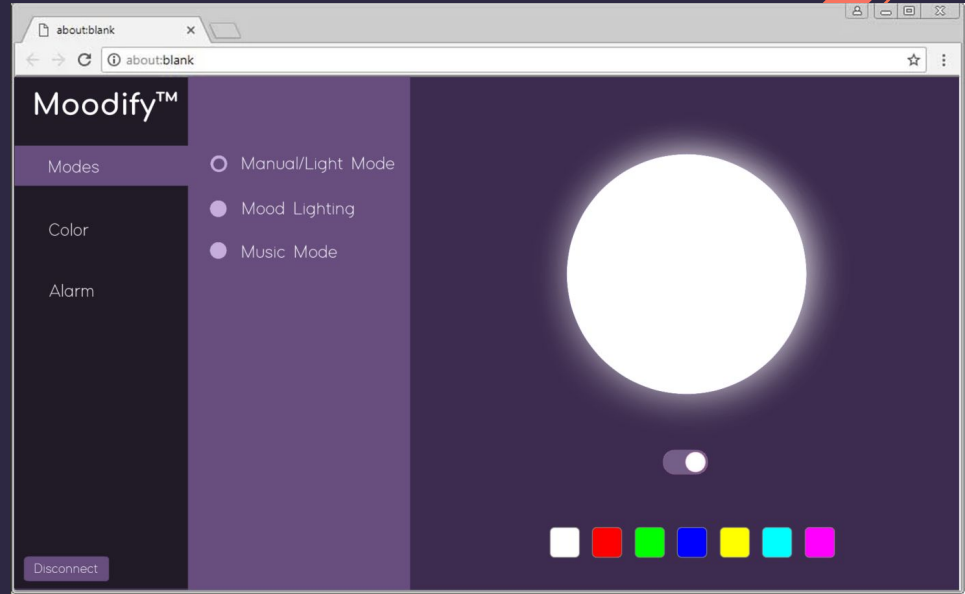 about:blank
about:blank
Moodify™
Modes
Color
Alarm
Disconnect
Manual/Light Mode
Mood Lighting
Music Mode